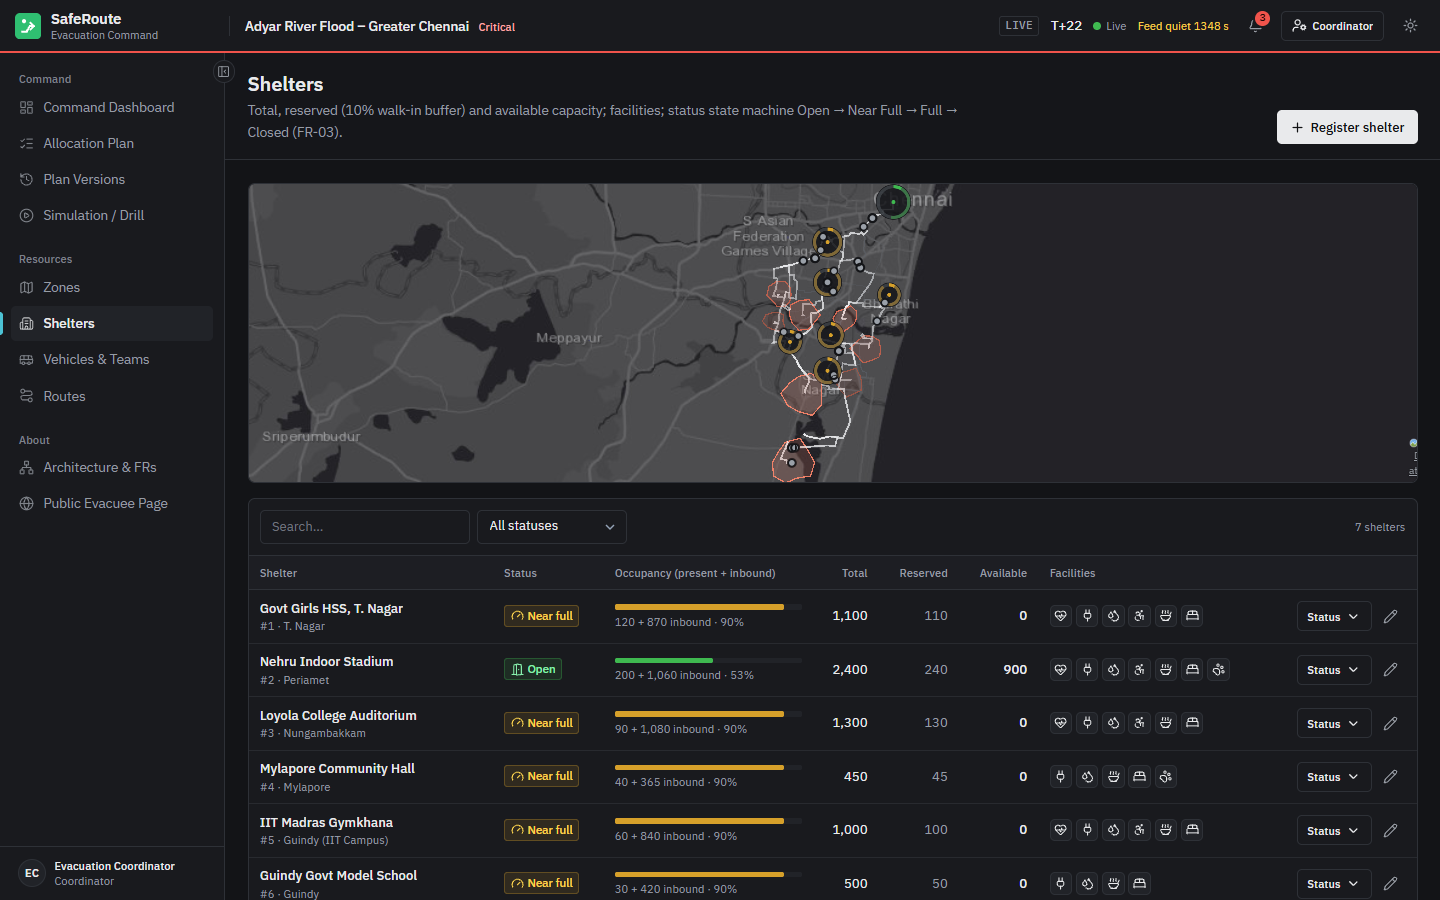 SafeRoute
Evacuation Command
Adyar River Flood – Greater Chennai Critical
LIVE T+22 Live Feed quiet 1348 s 3 Coordinator
Command
Command Dashboard
Allocation Plan
Plan Versions
Simulation / Drill
Resources
Zones
Shelters
Vehicles & Teams
Routes
About
Architecture & FRs
Public Evacuee Page
EC Evacuation Coordinator
Coordinator
Shelters
Total, reserved (10% walk-in buffer) and available capacity; facilities; status state machine Open → Near Full → Full →
Closed (FR-03).
Register shelter
S Asian
Federation
Games Village
Meppayur
Nagar
Nagar
Sriperumbudur
Search...
All statuses
7 shelters
Shelter Status Occupancy (present + inbound) Total Reserved Available Facilities
Govt Girls HSS, T. Nagar
#1 · T. Nagar
Near full
120 + 870 inbound · 90%
1,100 110 0 Status
Nehru Indoor Stadium
#2 · Periamet
Open
200 + 1,060 inbound · 53%
2,400 240 900 Status
Loyola College Auditorium
#3 · Nungambakkam
Near full
90 + 1,080 inbound · 90%
1,300 130 0 Status
Mylapore Community Hall
#4 · Mylapore
Near full
40 + 365 inbound · 90%
450 45 0 Status
IIT Madras Gymkhana
#5 · Guindy (IIT Campus)
Near full
60 + 840 inbound · 90%
1,000 100 0 Status
Guindy Govt Model School
#6 · Guindy
Near full
30 + 420 inbound · 90%
500 50 0 Status